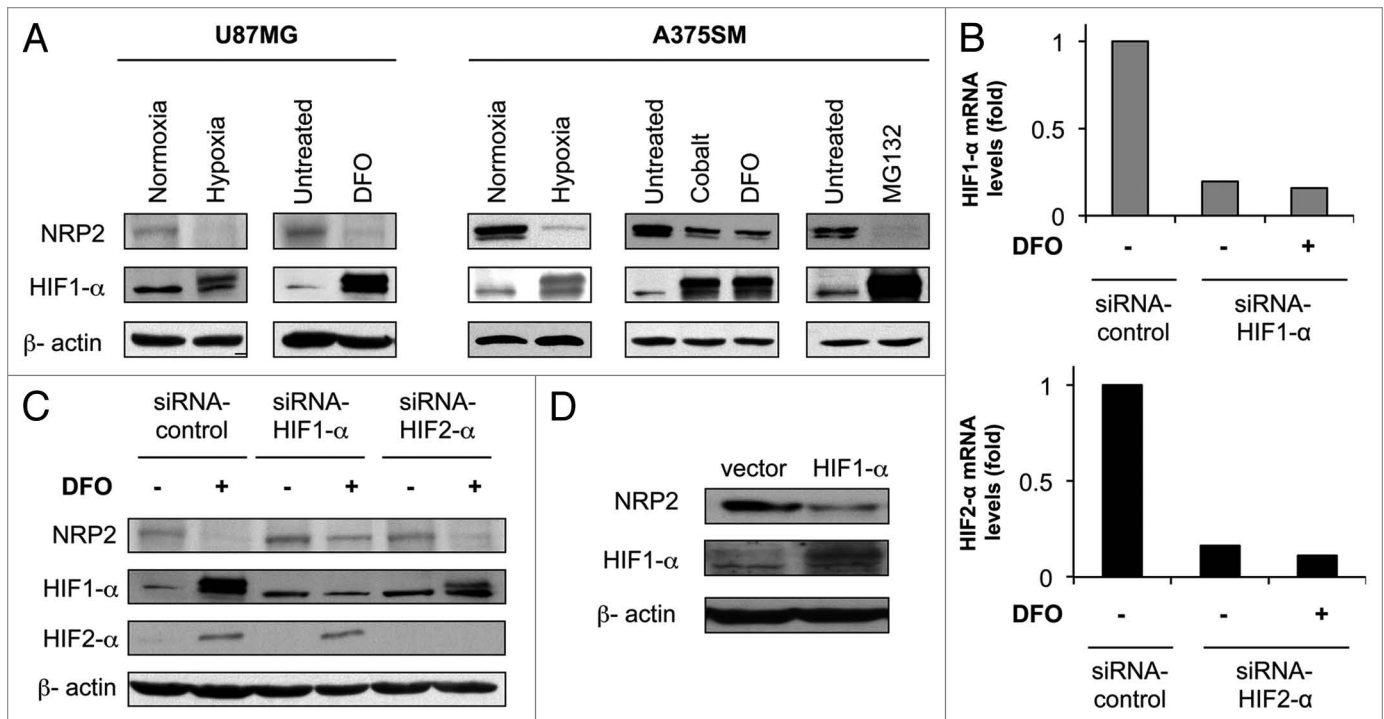 A
U87MG
A375SM
Normoxia
Hypoxia
Untreated
DFO
Normoxia
Hypoxia
Untreated
Cobalt
DFO
Untreated
MG132
NRP2
HIF1-α
β- actin
B
HIF1-α mRNA
levels (fold)
1
0.5
0
DFO - - +
siRNA-
control
siRNA-
HIF1-α
HIF2-α mRNA
levels (fold)
1
0.5
0
DFO - - +
siRNA-
control
siRNA-
HIF2-α
C
siRNA-
control
siRNA-
HIF1-α
siRNA-
HIF2-α
DFO - + - + - +
NRP2
HIF1-α
HIF2-α
β- actin
D
vector HIF1-α
NRP2
HIF1-α
β- actin